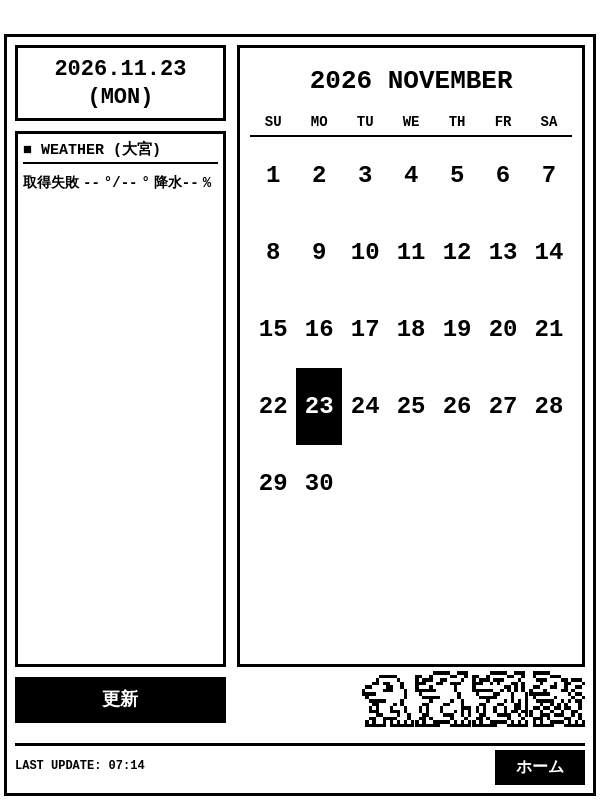 2026.11.23
(MON)
■ WEATHER (大宮)
取得失敗 -- °/-- ° 降水-- %
2026 NOVEMBER
SU MO TU WE TH FR SA
1 2 3 4 5 6 7
8 9 10 11 12 13 14
15 16 17 18 19 20 21
22 23 24 25 26 27 28
29 30
更新
LAST UPDATE: 07:14
ホーム